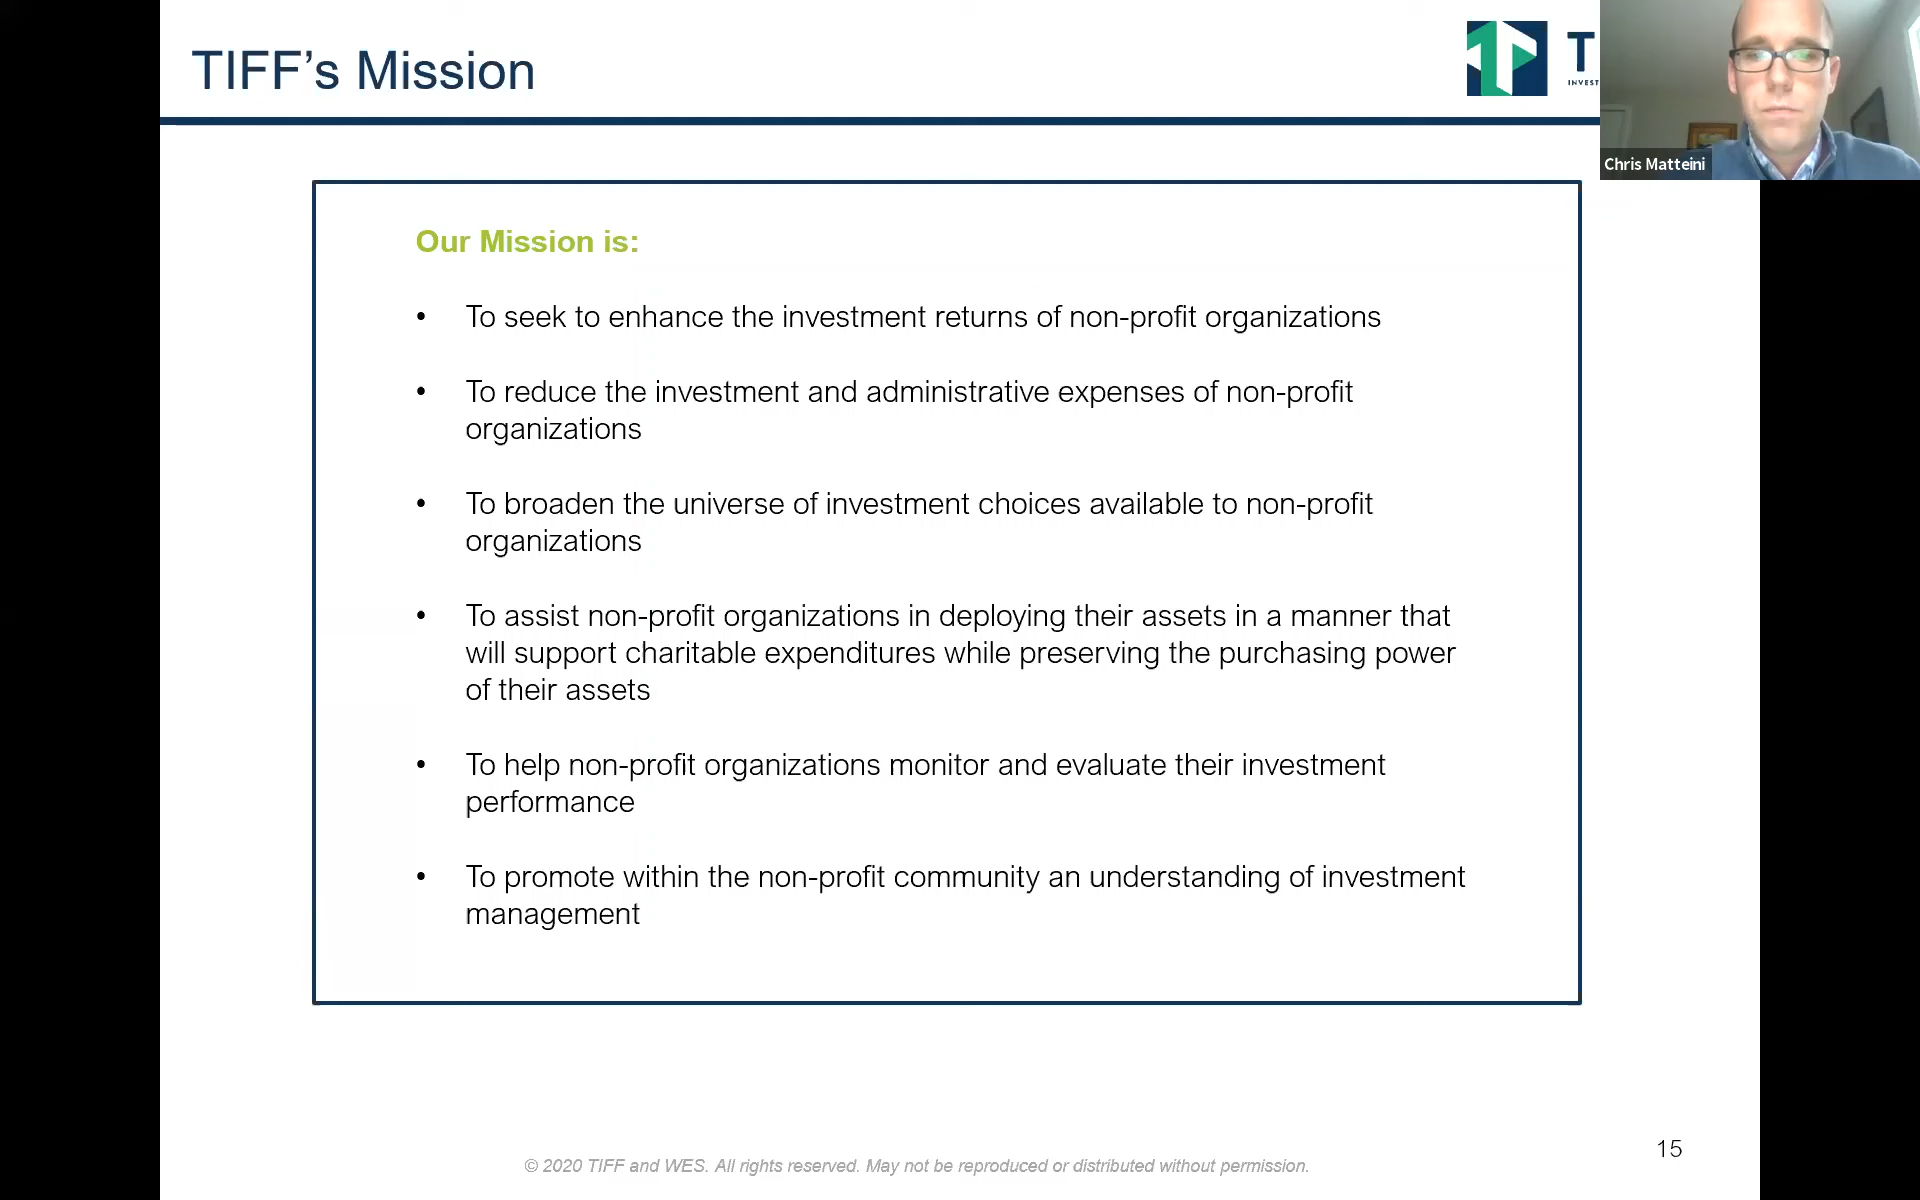 TIFF’s Mission
INVEST
Chris Matteini
Our Mission is:
• To seek to enhance the investment returns of non-profit organizations
• To reduce the investment and administrative expenses of non-profit
organizations
• To broaden the universe of investment choices available to non-profit
organizations
• To assist non-profit organizations in deploying their assets in a manner that
will support charitable expenditures while preserving the purchasing power
of their assets
• To help non-profit organizations monitor and evaluate their investment
performance
• To promote within the non-profit community an understanding of investment
management
15
© 2020 TIFF and WES. All rights reserved. May not be reproduced or distributed without permission.